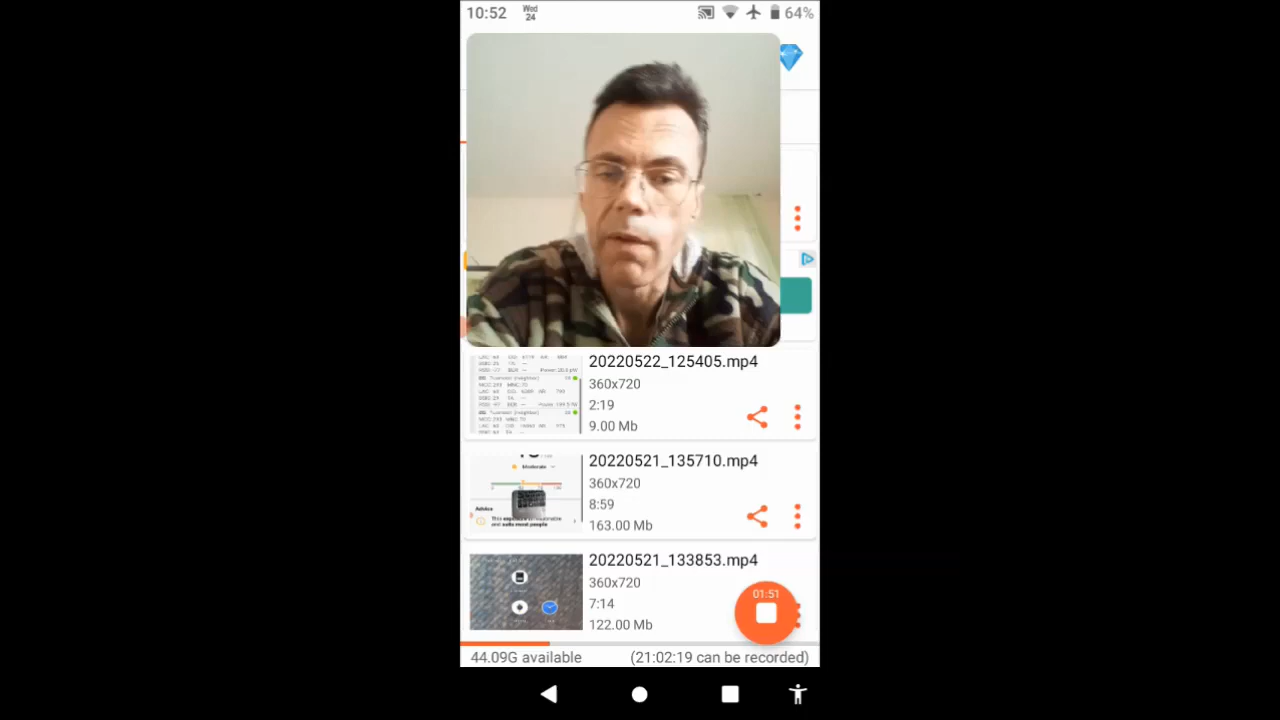 10:52
Wed
24
64%
20220522_125405.mp4
360x720
2:19
9.00 Mb
20220521_135710.mp4
360x720
8:59
163.00 Mb
Moderate
Advice
20220521_133853.mp4
360x720
7:14
122.00 Mb
01:51
44.09G available
(21:02:19 can be recorded)